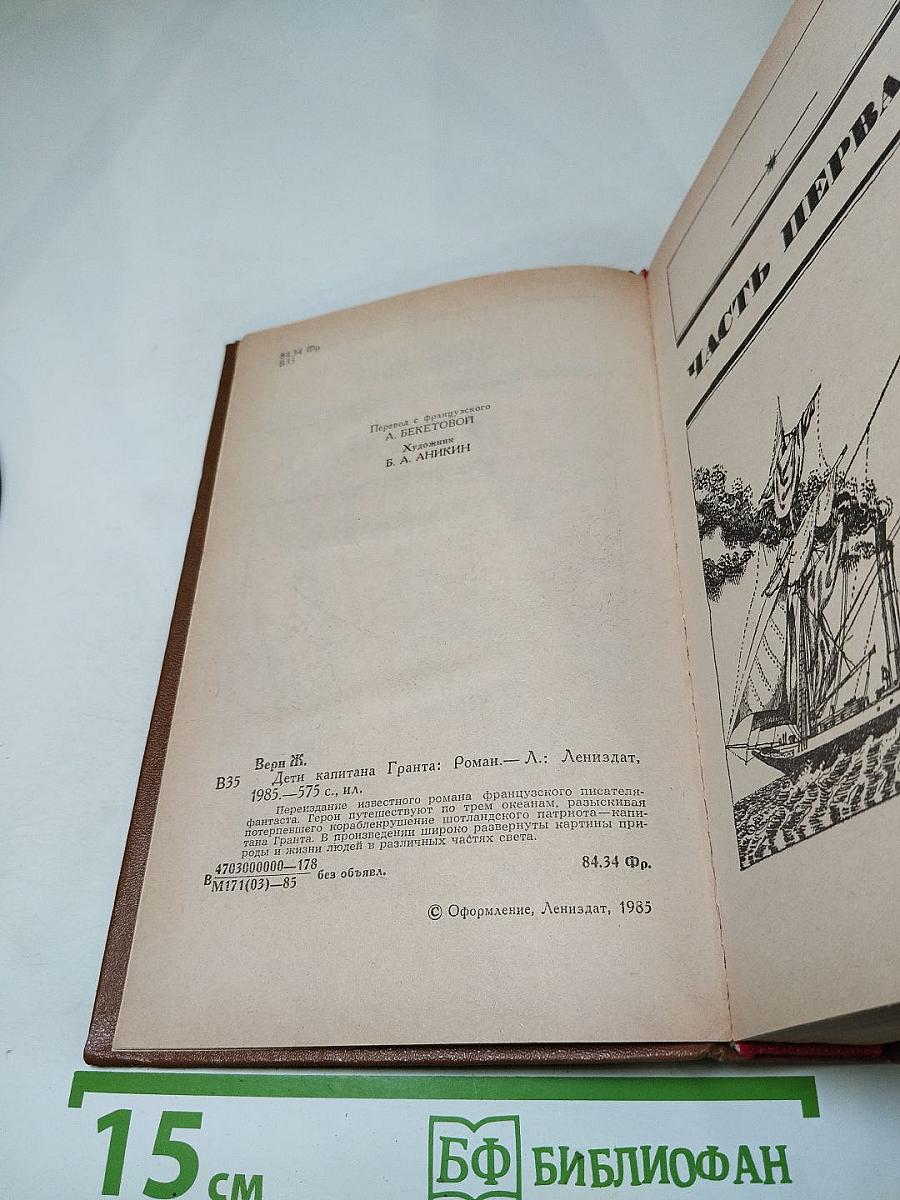 84.34 Фр
В35
Перевод с французского
А. БЕКЕТОВОЙ
Художник
Б. А. АНИКИН
Верн Ж.
В35 Дети капитана Гранта: Роман.— Л.: Лениздат,
1985.—575 с., ил.
Переиздание известного романа французского писателя-
фантаста. Герои путешествуют по трем океанам, разыскивая
потерпевшего кораблекрушение шотландского патриота—капи-
тана Гранта. В произведении широко развернуты картины при-
роды и жизни людей в различных частях света.
В 4703000000—178
М171(03)—85 без объявл.
84.34 Фр.
© Оформление, Лениздат, 1985
ЧАСТЬ ПЕРВА
15 см
БФ БИБЛИОФАН